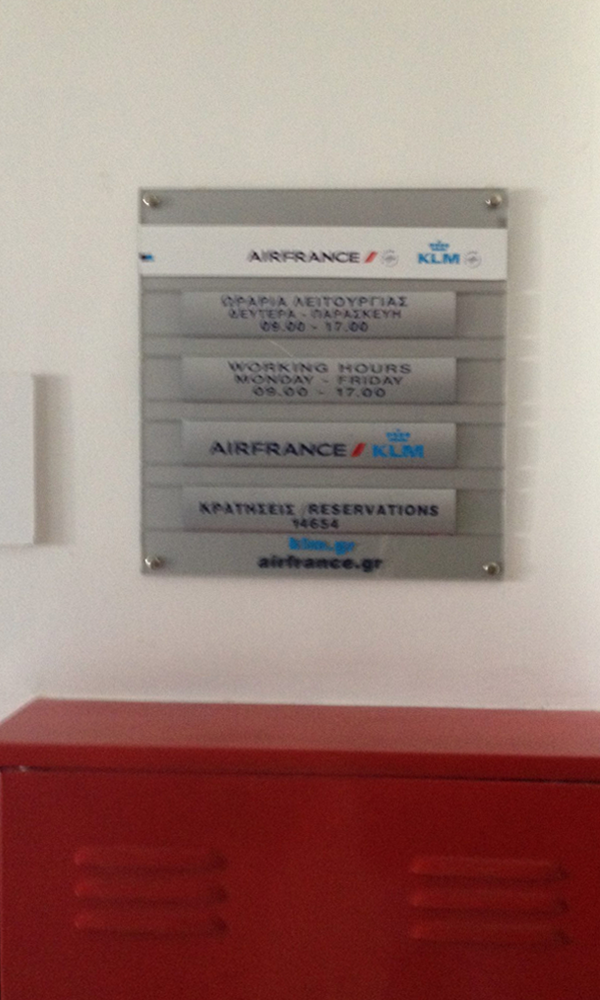 AIRFRANCE KLM
ΩΡΑΡΙΑ ΛΕΙΤΟΥΡΓΙΑΣ
ΔΕΥΤΕΡΑ - ΠΑΡΑΣΚΕΥΗ
09.00 - 17.00
WORKING HOURS
MONDAY - FRIDAY
09.00 - 17.00
AIRFRANCE KLM
ΚΡΑΤΗΣΕΙΣ /RESERVATIONS
14654
klm.gr
airfrance.gr